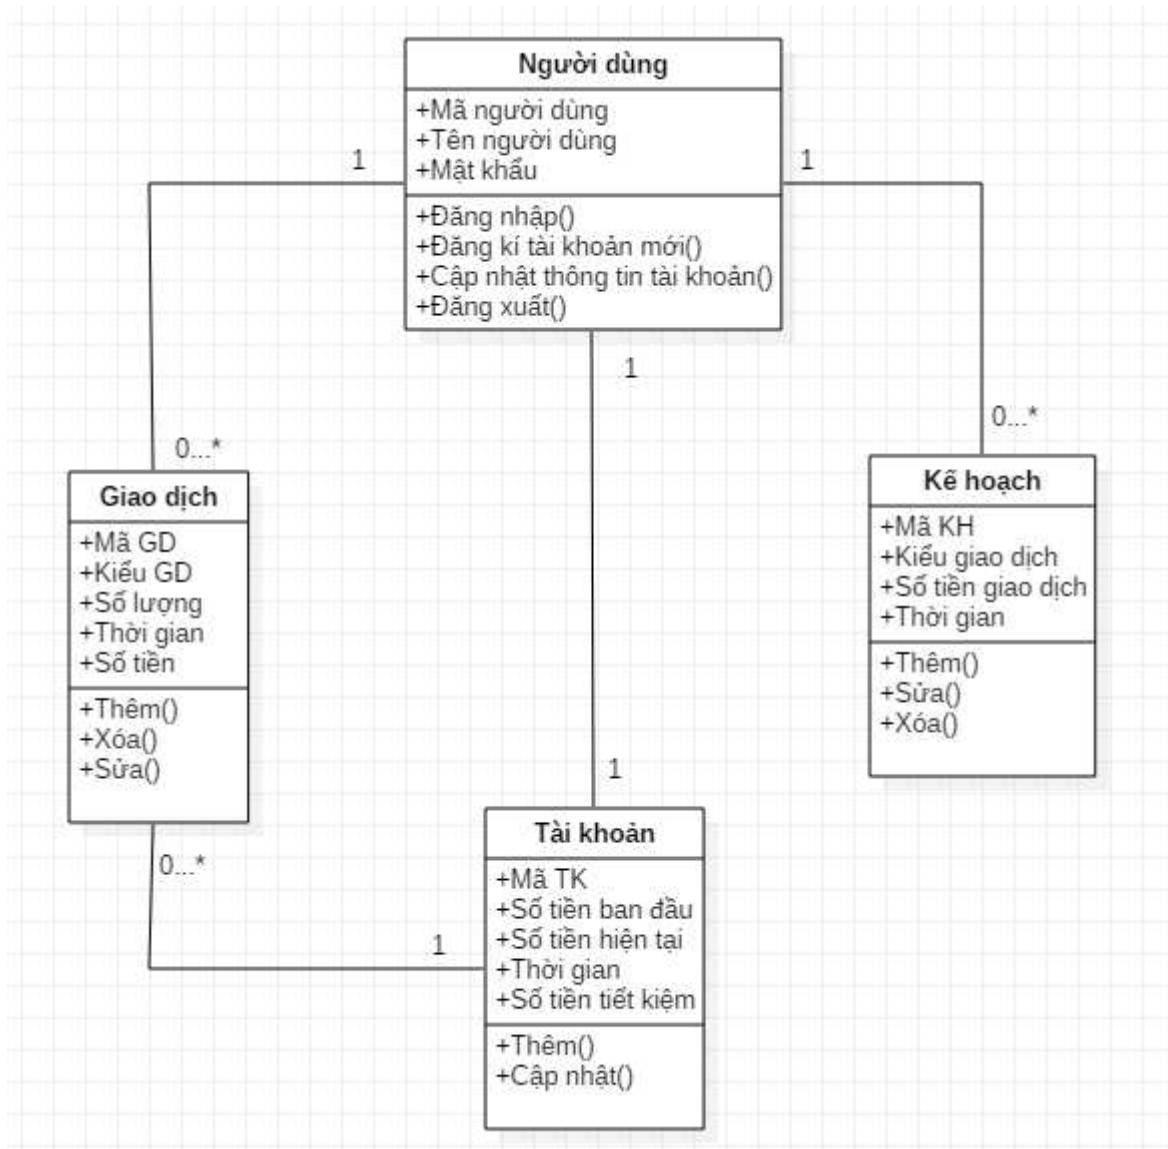 Người dùng
+Mã người dùng
+Tên người dùng
+Mật khẩu
+Đăng nhập()
+Đăng kí tài khoản mới()
+Cập nhật thông tin tài khoản()
+Đăng xuất()
1
1
1
0...*
0...*
Giao dịch
+Mã GD
+Kiểu GD
+Số lượng
+Thời gian
+Số tiền
+Thêm()
+Xóa()
+Sửa()
Kế hoạch
+Mã KH
+Kiểu giao dịch
+Số tiền giao dịch
+Thời gian
+Thêm()
+Sửa()
+Xóa()
1
0...*
1
Tài khoản
+Mã TK
+Số tiền ban đầu
+Số tiền hiện tại
+Thời gian
+Số tiền tiết kiệm
+Thêm()
+Cập nhật()